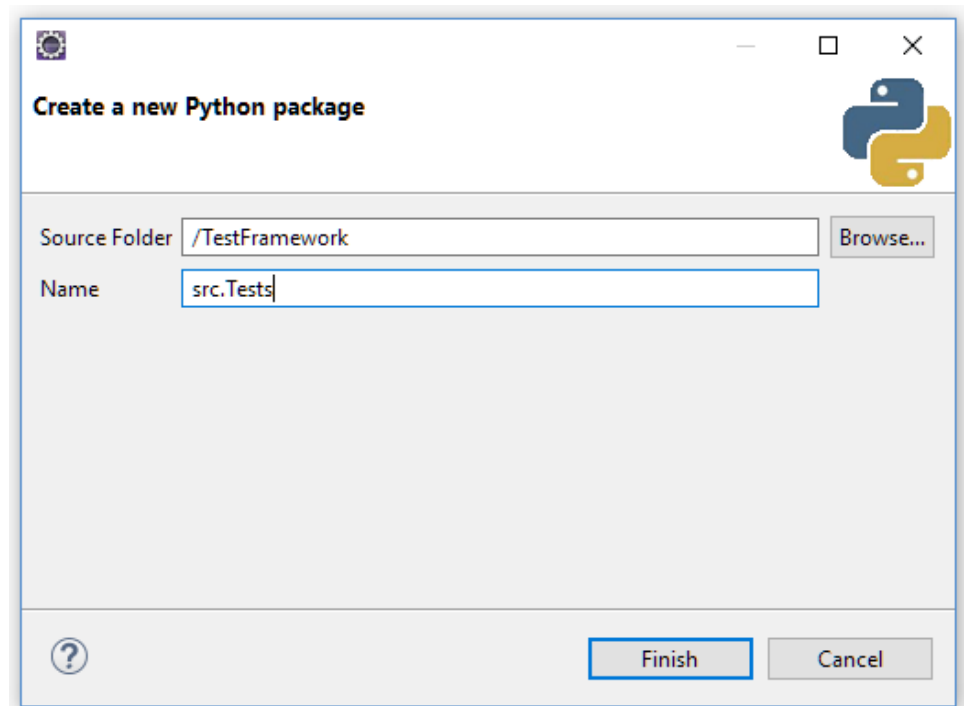 Create a new Python package
Source Folder /TestFramework Browse...
Name src.Tests
? Finish Cancel